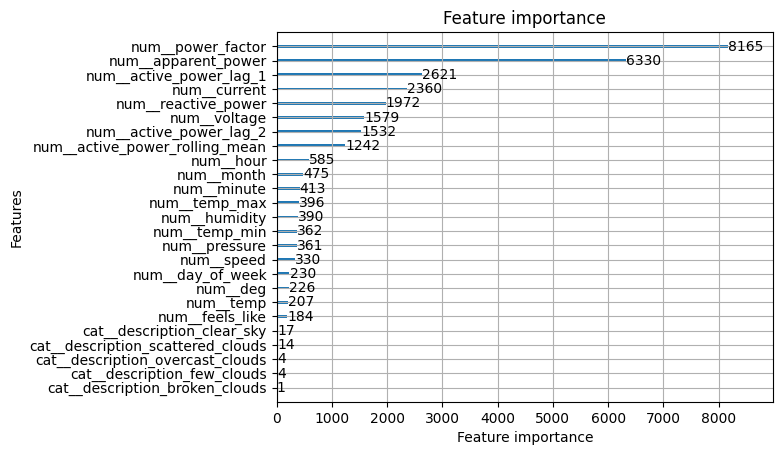 Feature importance
num__power_factor 8165
num__apparent_power 6330
num__active_power_lag_1 2621
num__current 2360
num__reactive_power 1972
num__voltage 1579
num__active_power_lag_2 1532
num__active_power_rolling_mean 1242
num__hour 585
num__month 475
num__minute 413
num__temp_max 396
num__humidity 390
num__temp_min 362
num__pressure 361
num__speed 330
num__day_of_week 230
num__deg 226
num__temp 207
num__feels_like 184
cat__description_clear_sky 17
cat__description_scattered_clouds 14
cat__description_overcast_clouds 4
cat__description_few_clouds 4
cat__description_broken_clouds 1
Features
0 1000 2000 3000 4000 5000 6000 7000 8000
Feature importance